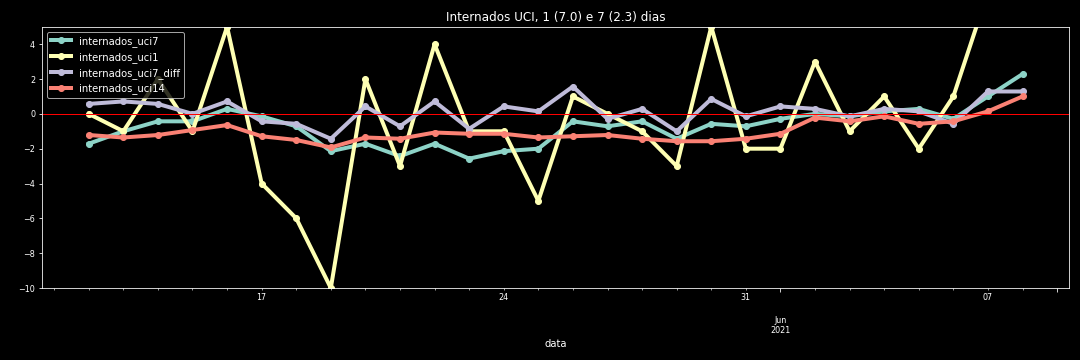 Internados UCI, 1 (7.0) e 7 (2.3) dias
internados_uci7
internados_uci1
internados_uci7_diff
internados_uci14
4
2
0
−2
−4
−6
−8
−10
17
24
31
07
Jun
2021
data